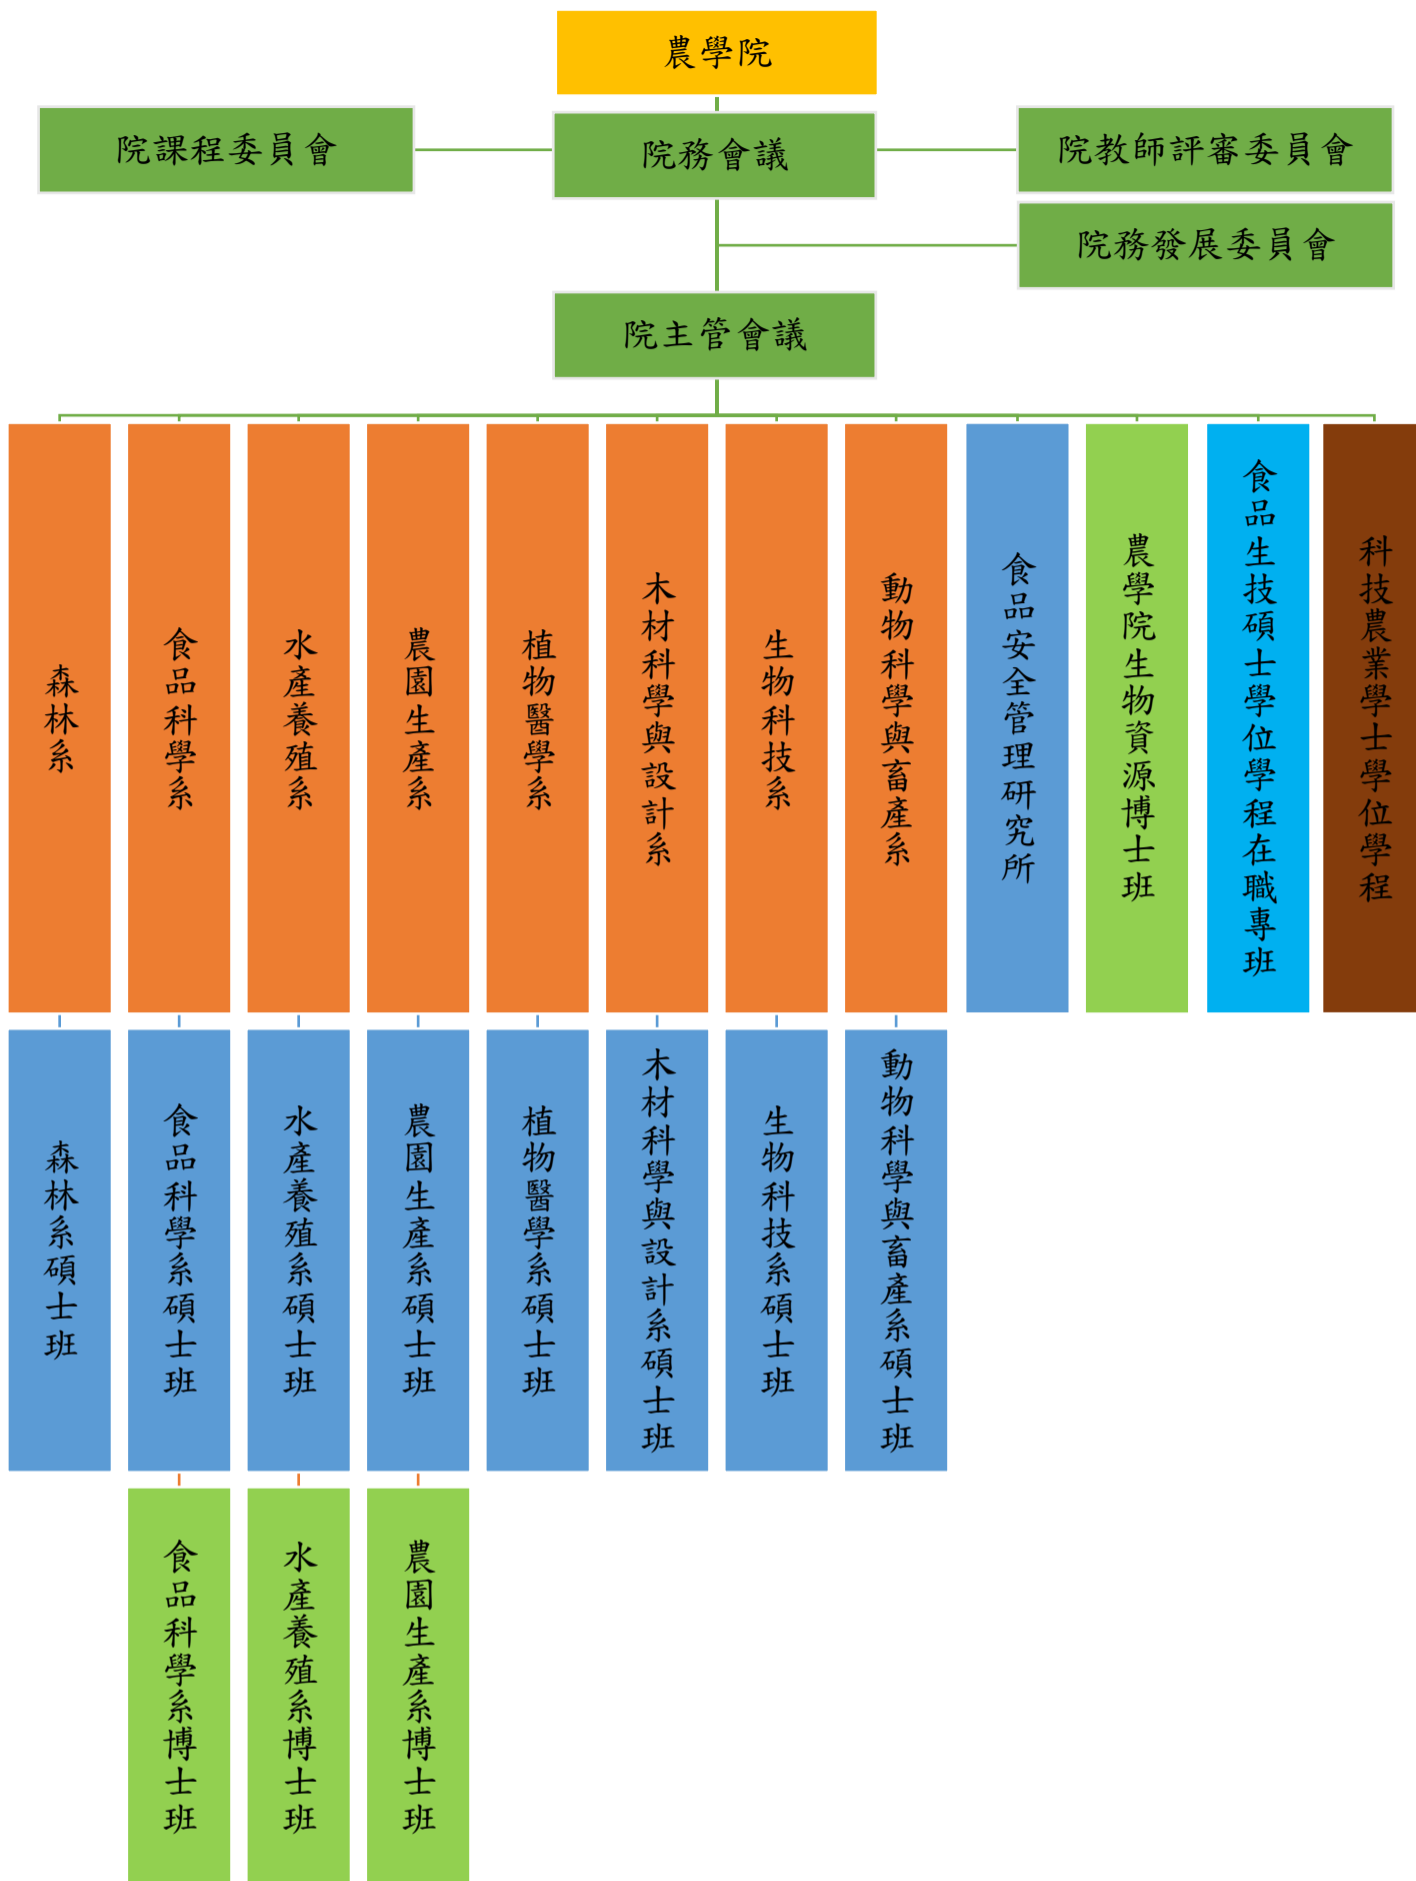 農學院
院課程委員會
院務會議
院教師評審委員會
院務發展委員會
院主管會議
森林系
食品科學系
水產養殖系
農園生產系
植物醫學系
木材科學與設計系
生物科技系
動物科學與畜產系
食品安全管理研究所
農學院生物資源博士班
食品生技碩士學位學程在職專班
科技農業學士學位學程
森林系碩士班
食品科學系碩士班
水產養殖系碩士班
農園生產系碩士班
植物醫學系碩士班
木材科學與設計系碩士班
生物科技系碩士班
動物科學與畜產系碩士班
食品科學系博士班
水產養殖系博士班
農園生產系博士班